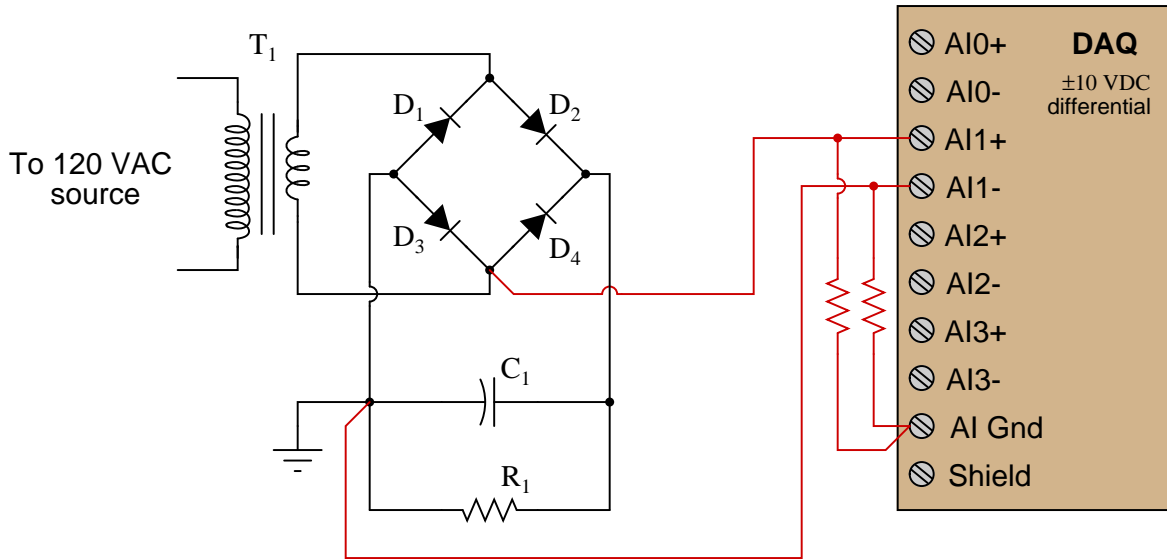 T1
D1
D2
To 120 VAC
source
D3
D4
C1
R1
DAQ
±10 VDC
differential
AI0+
AI0-
AI1+
AI1-
AI2+
AI2-
AI3+
AI3-
AI Gnd
Shield